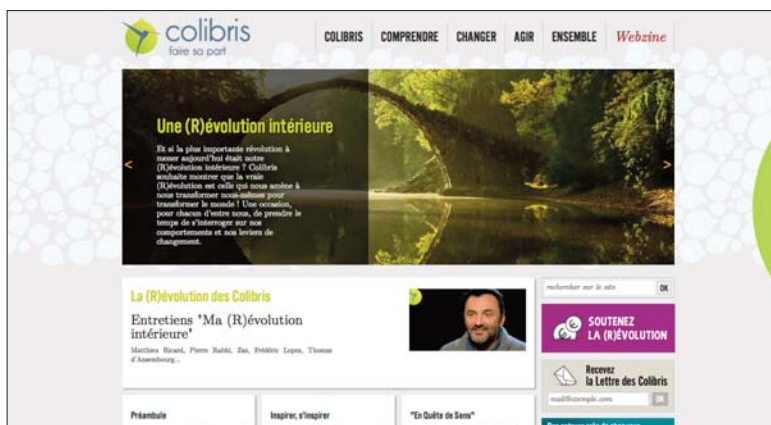 colibris
faire sa part
COLIBRIS COMPRENDRE CHANGER AGIR ENSEMBLE Webzine
Une (R)évolution intérieure
Et si la plus importante révolution à
mener aujourd'hui était notre
(R)évolution intérieure ? Colibris
souhaite montrer que la vraie
(R)évolution est celle qui nous amène à
nous transformer nous-mêmes pour
transformer le monde ! Une occasion,
pour chacun d'entre nous, de prendre le
temps de s'interroger sur nos
comportements et nos leviers de
changement.
< >
La (R)évolution des Colibris
Entretiens "Ma (R)évolution
intérieure"
Matthieu Ricard, Pierre Rabhi, Zaz, Frédéric Lopez, Thomas
d'Ansembourg...
rechercher sur le site OK
SOUTENEZ
LA (R)ÉVOLUTION
Recevez
la Lettre des Colibris
mail@exemple.com OK
Préambule
Inspirer, s'inspirer
"En Quête de Sens"